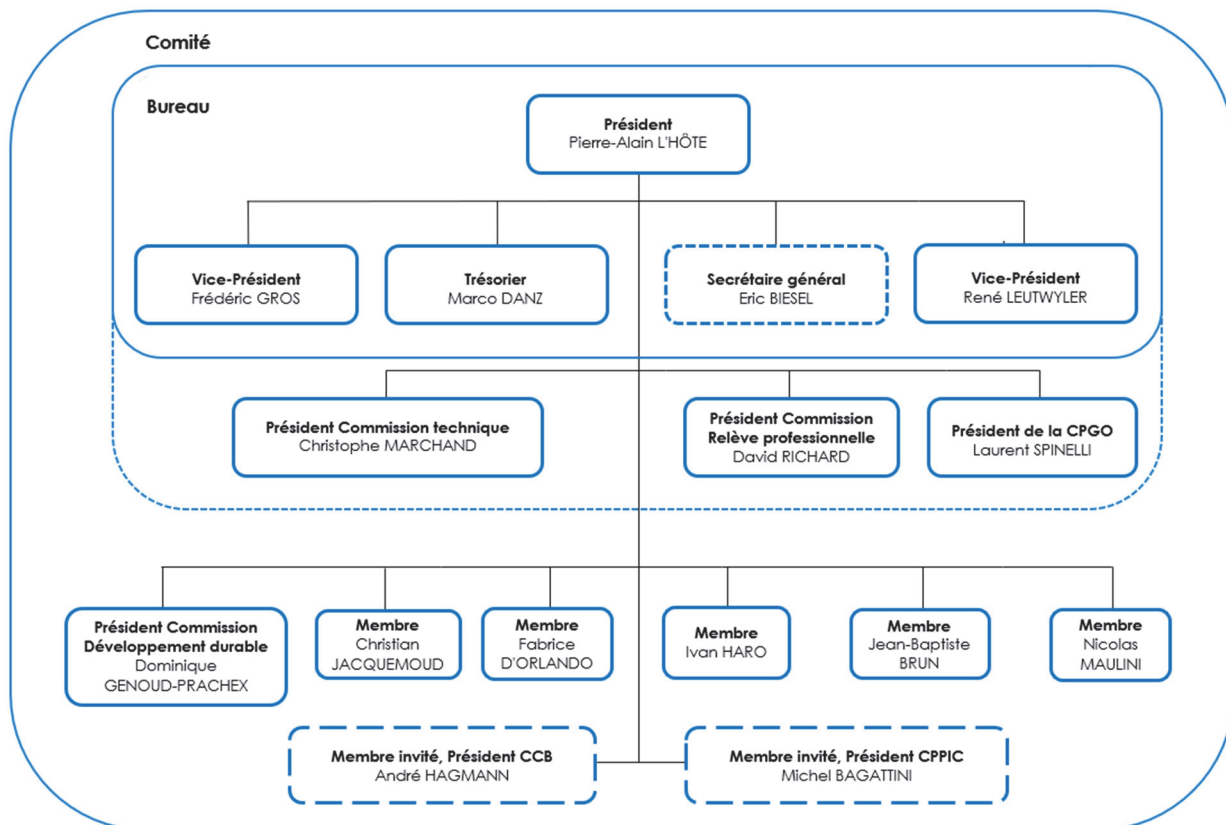 Comité
Bureau
Président
Pierre-Alain L'HÔTE
Vice-Président
Frédéric GROS
Trésorier
Marco DANZ
Secrétaire général
Eric BIESEL
Vice-Président
René LEUTWYLER
Président Commission technique
Christophe MARCHAND
Président Commission
Relève professionnelle
David RICHARD
Président de la CPGO
Laurent SPINELLI
Président Commission
Développement durable
Dominique
GENOUD-PRACHEX
Membre
Christian
JACQUEMOUD
Membre
Fabrice
D'ORLANDO
Membre
Ivan HARO
Membre
Jean-Baptiste
BRUN
Membre
Nicolas
MAULINI
Membre invité, Président CCB
André HAGMANN
Membre invité, Président CPPIC
Michel BAGATTINI